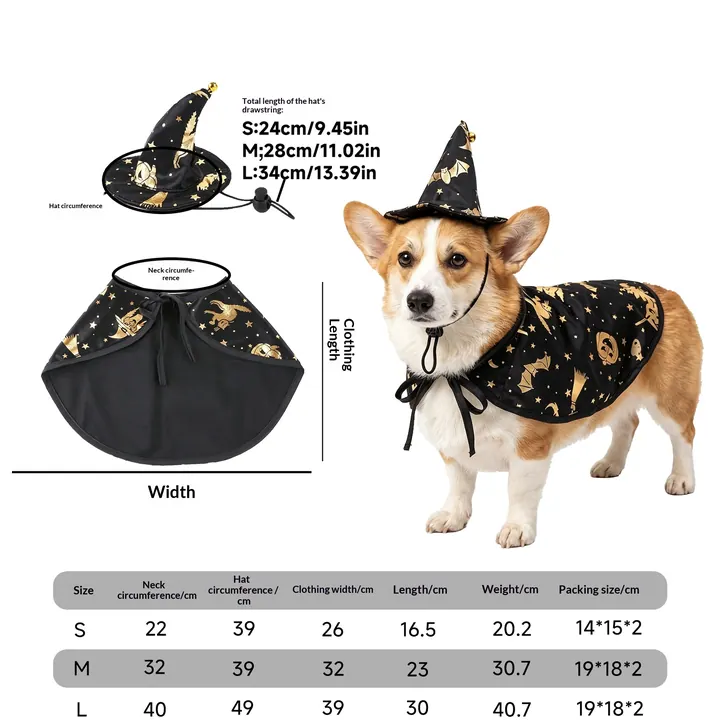 Total length of the hat's
drawstring:
S:24cm/9.45in
M;28cm/11.02in
L:34cm/13.39in
Hat circumference
Neck circumfe-
rence
Clothing
Length
Width
Size Neck circumference/cm Hat circumference / cm Clothing width/cm Length/cm Weight/cm Packing size/cm
S 22 39 26 16.5 20.2 14*15*2
M 32 39 32 23 30.7 19*18*2
L 40 49 39 30 40.7 19*18*2